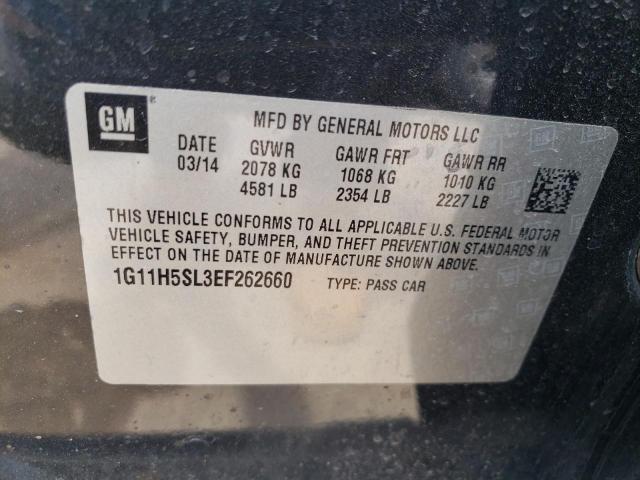 GM®
MFD BY GENERAL MOTORS LLC
DATE GVWR GAWR FRT GAWR RR
03/14 2078 KG 1068 KG 1010 KG
4581 LB 2354 LB 2227 LB
THIS VEHICLE CONFORMS TO ALL APPLICABLE U.S. FEDERAL MOTOR
VEHICLE SAFETY, BUMPER, AND THEFT PREVENTION STANDARDS IN
EFFECT ON THE DATE OF MANUFACTURE SHOWN ABOVE.
1G11H5SL3EF262660 TYPE: PASS CAR